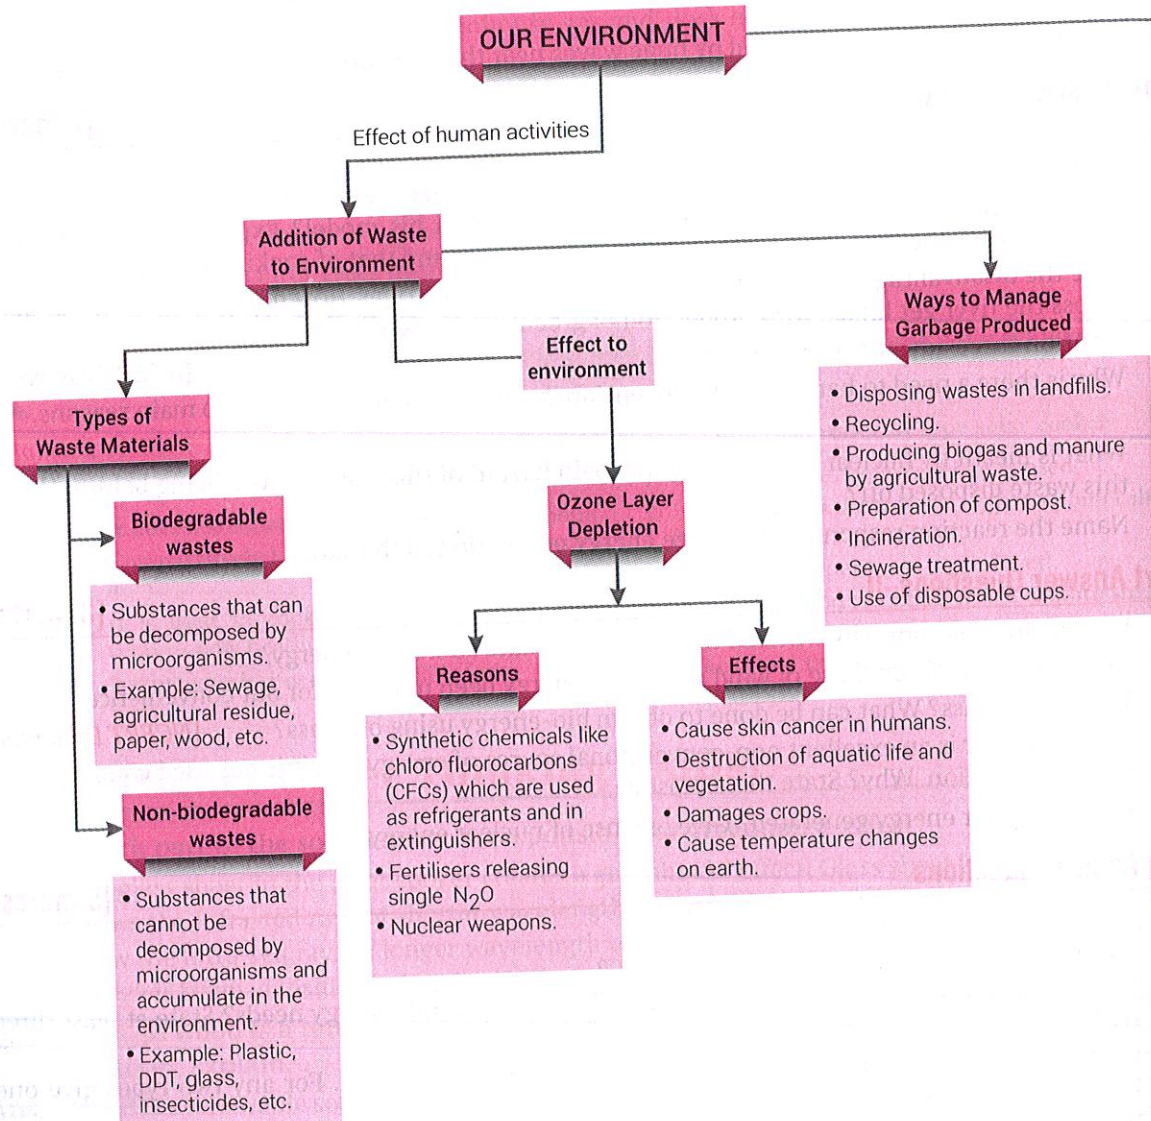 OUR ENVIRONMENT
Effect of human activities
Addition of Waste
to Environment
Ways to Manage
Garbage Produced
• Disposing wastes in landfills.
• Recycling.
• Producing biogas and manure
by agricultural waste.
• Preparation of compost.
• Incineration.
• Sewage treatment.
• Use of disposable cups.
Effect to
environment
Types of
Waste Materials
Biodegradable
wastes
• Substances that can
be decomposed by
microorganisms.
• Example: Sewage,
agricultural residue,
paper, wood, etc.
Non-biodegradable
wastes
• Substances that
cannot be
decomposed by
microorganisms and
accumulate in the
environment.
• Example: Plastic,
DDT, glass,
insecticides, etc.
Ozone Layer
Depletion
Reasons
• Synthetic chemicals like
chloro fluorocarbons
(CFCs) which are used
as refrigerants and in
extinguishers.
• Fertilisers releasing
single N2O
• Nuclear weapons.
Effects
• Cause skin cancer in humans.
• Destruction of aquatic life and
vegetation.
• Damages crops.
• Cause temperature changes
on earth.